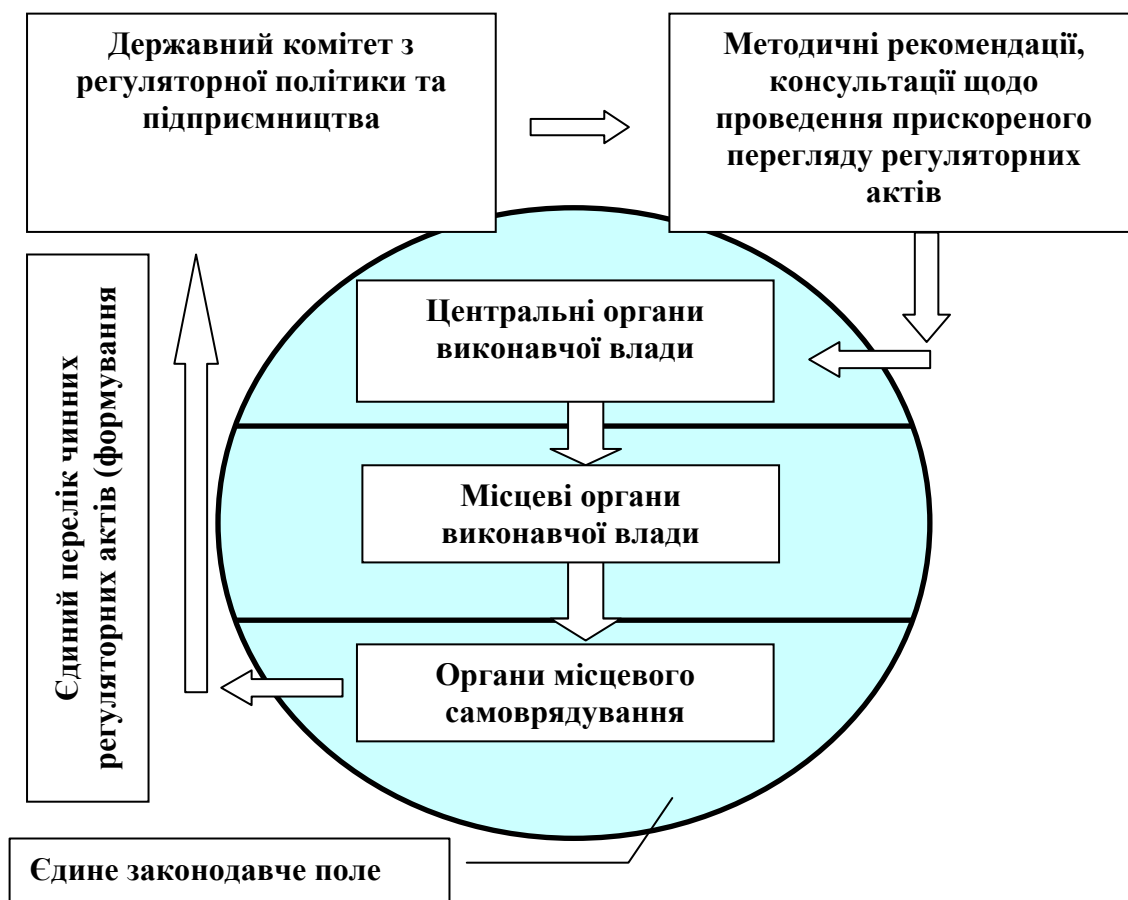 Державний комітет з
регуляторної політики та
підприємництва
Методичні рекомендації,
консультації щодо
проведення прискореного
перегляду регуляторних
актів
Центральні органи
виконавчої влади
Єдиний перелік чинних
регуляторних актів (формування
Місцеві органи
виконавчої влади
Органи місцевого
самоврядування
Єдине законодавче поле